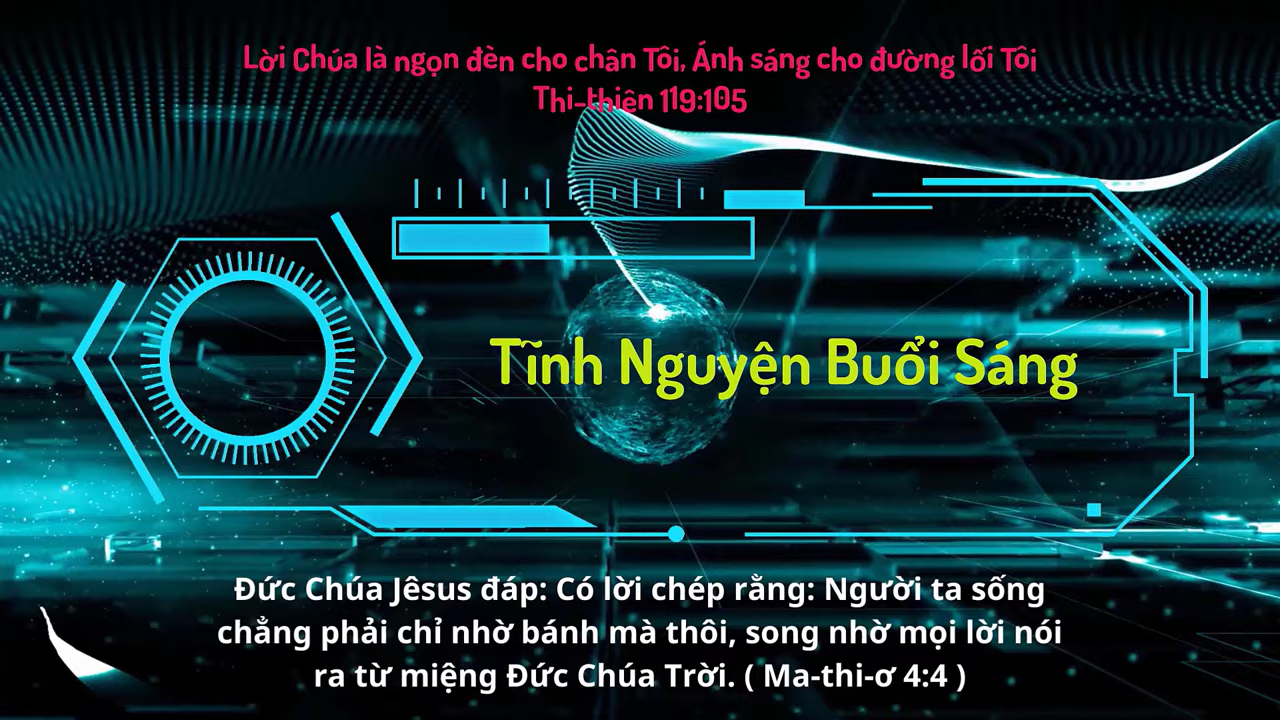 Lời Chúa là ngọn đèn cho chân Tôi, Ánh sáng cho đường lối Tôi
Thi-thiên 119:105
Tĩnh Nguyện Buổi Sáng
Đức Chúa Jêsus đáp: Có lời chép rằng: Người ta sống
chẳng phải chỉ nhờ bánh mà thôi, song nhờ mọi lời nói
ra từ miệng Đức Chúa Trời. ( Ma-thi-ơ 4:4 )